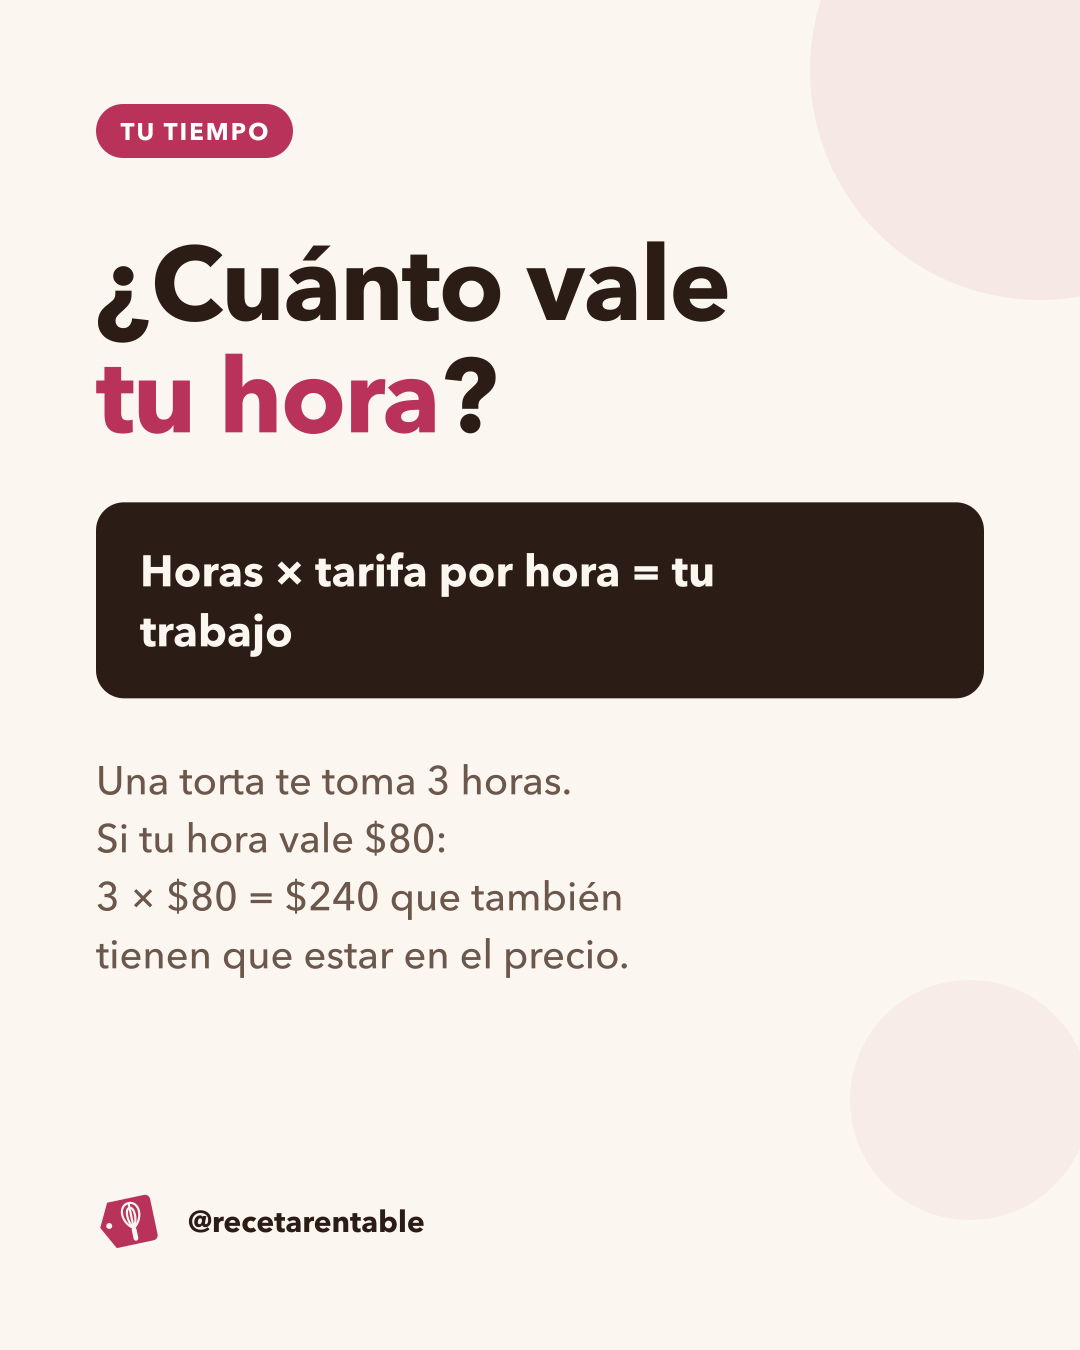 TU TIEMPO
¿Cuánto vale
tu hora?
Horas × tarifa por hora = tu
trabajo
Una torta te toma 3 horas.
Si tu hora vale $80:
3 × $80 = $240 que también
tienen que estar en el precio.
@recetarentable